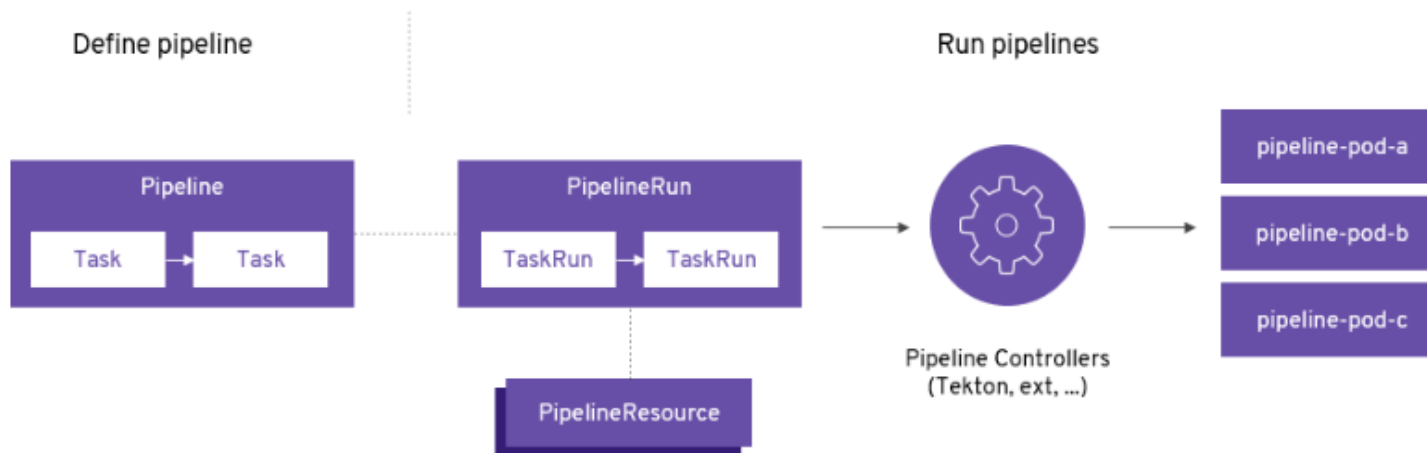 Define pipeline
Run pipelines
Pipeline
Task
Task
PipelineRun
TaskRun
TaskRun
PipelineResource
Pipeline Controllers
(Tekton, ext, ...)
pipeline-pod-a
pipeline-pod-b
pipeline-pod-c